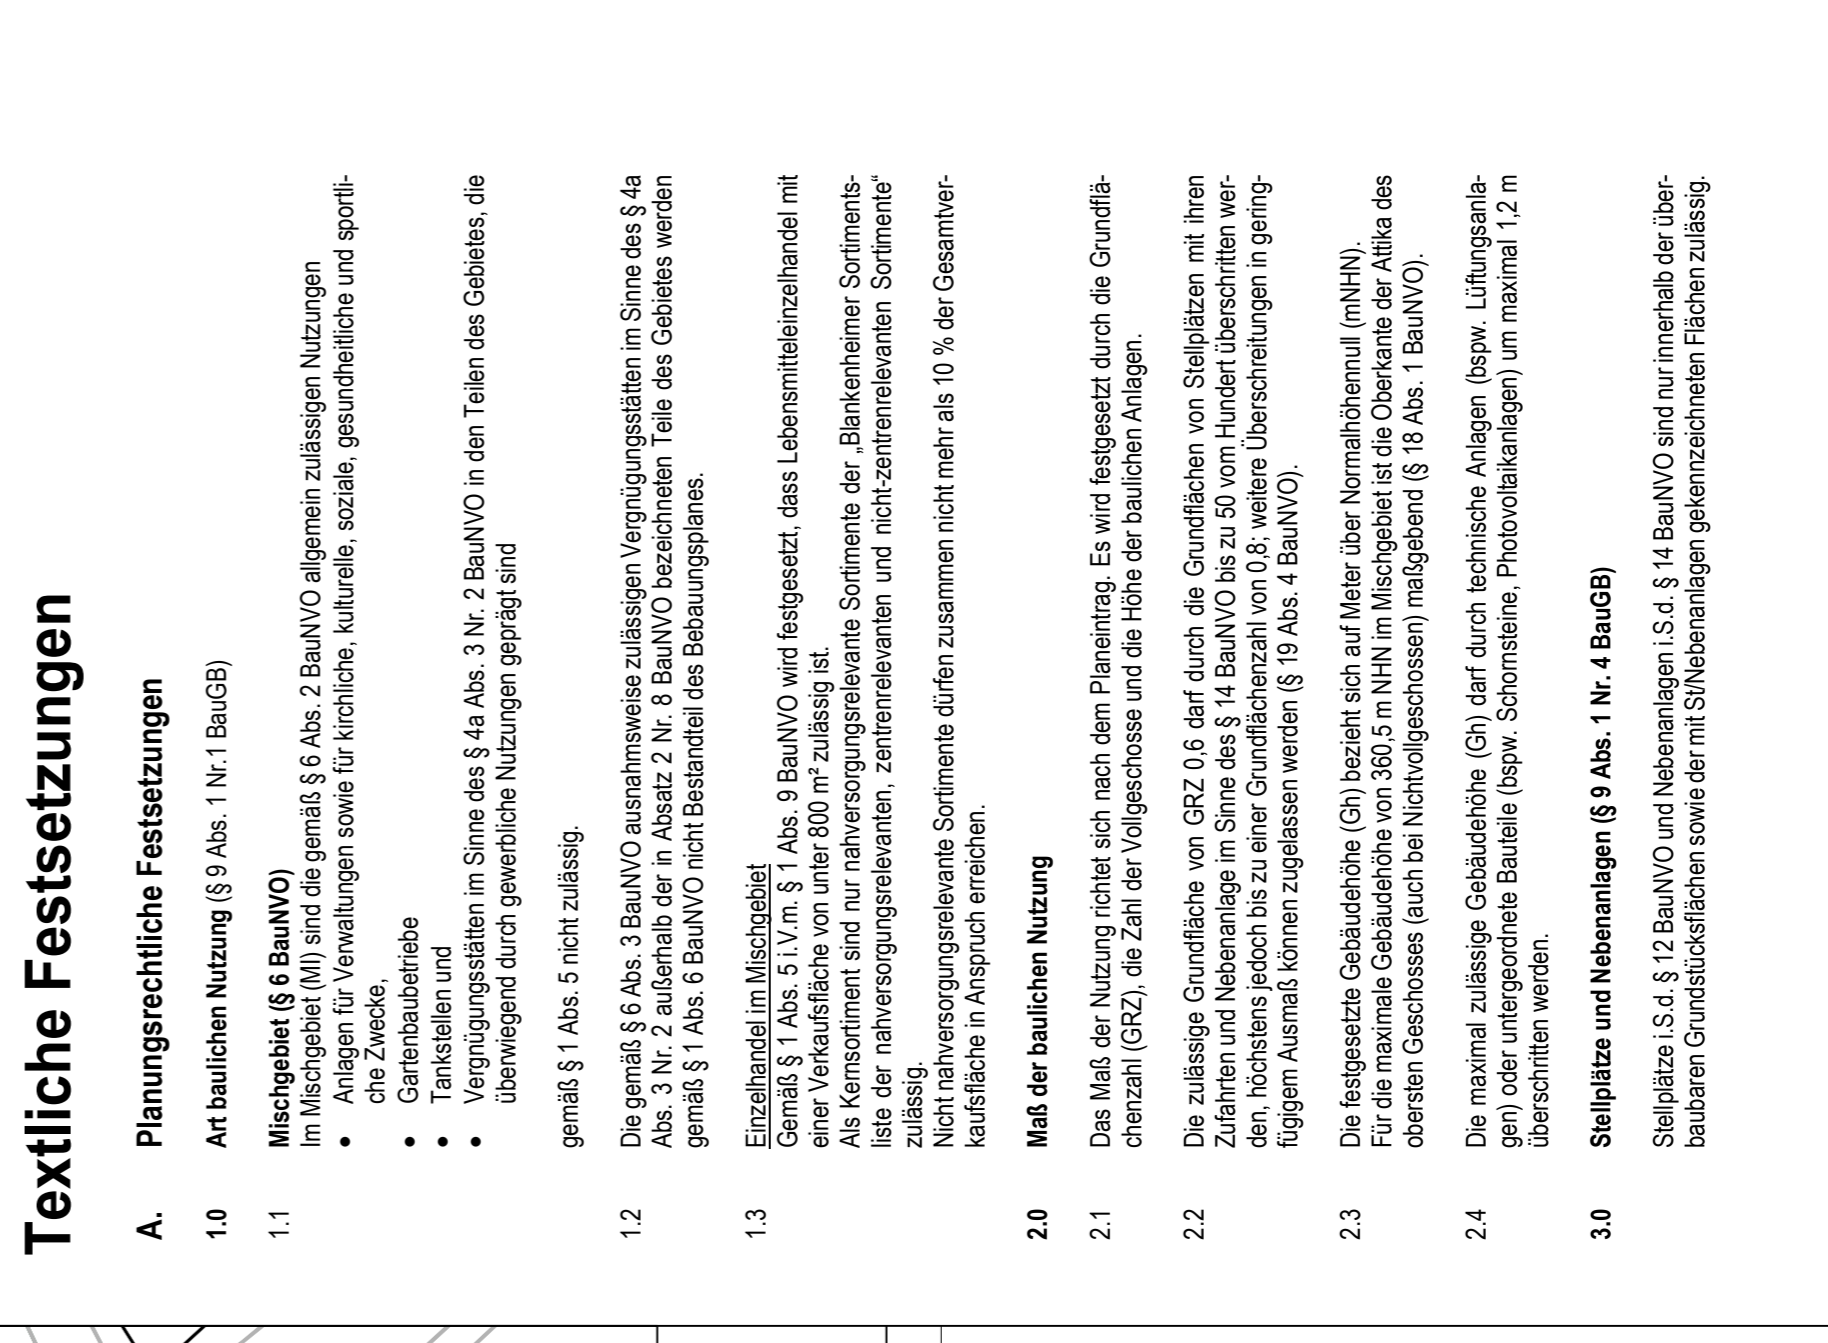 Textliche Festsetzungen
A. Planungsrechtliche Festsetzungen
1.0 Art baulichen Nutzung (§ 9 Abs. 1 Nr.1 BauGB)
1.1 Mischgebiet (§ 6 BauNVO)
Im Mischgebiet (MI) sind die gemäß § 6 Abs. 2 BauNVO allgemein zulässigen Nutzungen
• Anlagen für Verwaltungen sowie für kirchliche, kulturelle, soziale, gesundheitliche und sportli-
che Zwecke,
• Gartenbaubetriebe
• Tankstellen und
• Vergnügungsstätten im Sinne des § 4a Abs. 3 Nr. 2 BauNVO in den Teilen des Gebietes, die
überwiegend durch gewerbliche Nutzungen geprägt sind
gemäß § 1 Abs. 5 nicht zulässig.
1.2 Die gemäß § 6 Abs. 3 BauNVO ausnahmsweise zulässigen Vergnügungsstätten im Sinne des § 4a
Abs. 3 Nr. 2 außerhalb der in Absatz 2 Nr. 8 BauNVO bezeichneten Teile des Gebietes werden
gemäß § 1 Abs. 6 BauNVO nicht Bestandteil des Bebauungsplanes.
1.3 Einzelhandel im Mischgebiet
Gemäß § 1 Abs. 5 i.V.m. § 1 Abs. 9 BauNVO wird festgesetzt, dass Lebensmitteleinzelhandel mit
einer Verkaufsfläche von unter 800 m² zulässig ist.
Als Kernsortiment sind nur nahversorgungsrelevante Sortimente der „Blankenheimer Sortiments-
liste der nahversorgungsrelevanten, zentrenrelevanten und nicht-zentrenrelevanten Sortimente“
zulässig.
Nicht nahversorgungsrelevante Sortimente dürfen zusammen nicht mehr als 10 % der Gesamtver-
kaufsfläche in Anspruch erreichen.
2.0 Maß der baulichen Nutzung
2.1 Das Maß der Nutzung richtet sich nach dem Planeintrag. Es wird festgesetzt durch die Grundflä-
chenzahl (GRZ), die Zahl der Vollgeschosse und die Höhe der baulichen Anlagen.
2.2 Die zulässige Grundfläche von GRZ 0,6 darf durch die Grundflächen von Stellplätzen mit ihren
Zufahrten und Nebenanlage im Sinne des § 14 BauNVO bis zu 50 vom Hundert überschritten wer-
den, höchstens jedoch bis zu einer Grundflächenzahl von 0,8; weitere Überschreitungen in gering-
fügigem Ausmaß können zugelassen werden (§ 19 Abs. 4 BauNVO).
2.3 Die festgesetzte Gebäudehöhe (Gh) bezieht sich auf Meter über Normalhöhennull (mNHN).
Für die maximale Gebäudehöhe von 360,5 m NHN im Mischgebiet ist die Oberkante der Attika des
obersten Geschosses (auch bei Nichtvollgeschossen) maßgebend (§ 18 Abs. 1 BauNVO).
2.4 Die maximal zulässige Gebäudehöhe (Gh) darf durch technische Anlagen (bspw. Lüftungsanla-
gen) oder untergeordnete Bauteile (bspw. Schornsteine, Photovoltaikanlagen) um maximal 1,2 m
überschritten werden.
3.0 Stellplätze und Nebenanlagen (§ 9 Abs. 1 Nr. 4 BauGB)
Stellplätze i.S.d. § 12 BauNVO und Nebenanlagen i.S.d. § 14 BauNVO sind nur innerhalb der über-
baubaren Grundstücksflächen sowie der mit St/Nebenanlagen gekennzeichneten Flächen zulässig.